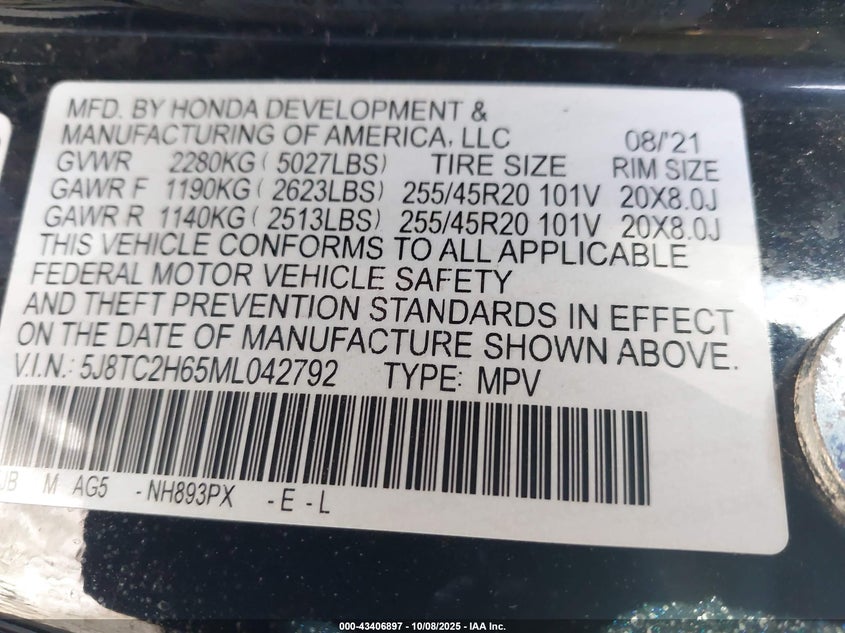 MFD. BY HONDA DEVELOPMENT &
MANUFACTURING OF AMERICA, LLC 08/'21
GVWR 2280KG ( 5027LBS) TIRE SIZE RIM SIZE
GAWR F 1190KG ( 2623LBS) 255/45R20 101V 20X8.0J
GAWR R 1140KG ( 2513LBS) 255/45R20 101V 20X8.0J
THIS VEHICLE CONFORMS TO ALL APPLICABLE
FEDERAL MOTOR VEHICLE SAFETY
AND THEFT PREVENTION STANDARDS IN EFFECT
ON THE DATE OF MANUFACTURE SHOWN ABOVE.
V.I.N.: 5J8TC2H65ML042792 TYPE: MPV
JB M AG5 -NH893PX -E-L
000-43406897 - 10/08/2025 - IAA Inc.